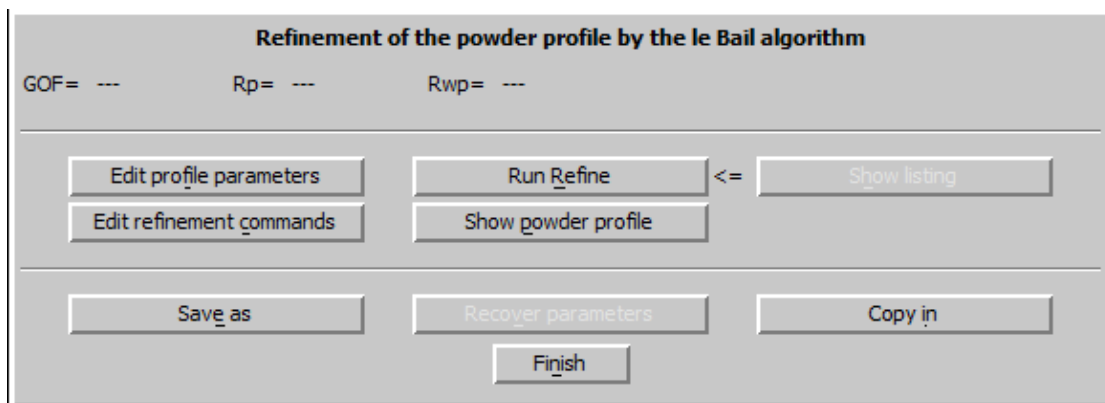 Refinement of the powder profile by the le Bail algorithm
GOF= --- Rp= --- Rwp= ---
Edit profile parameters Run Refine <= Show listing
Edit refinement commands Show powder profile
Save as Recover parameters Copy in
Finish